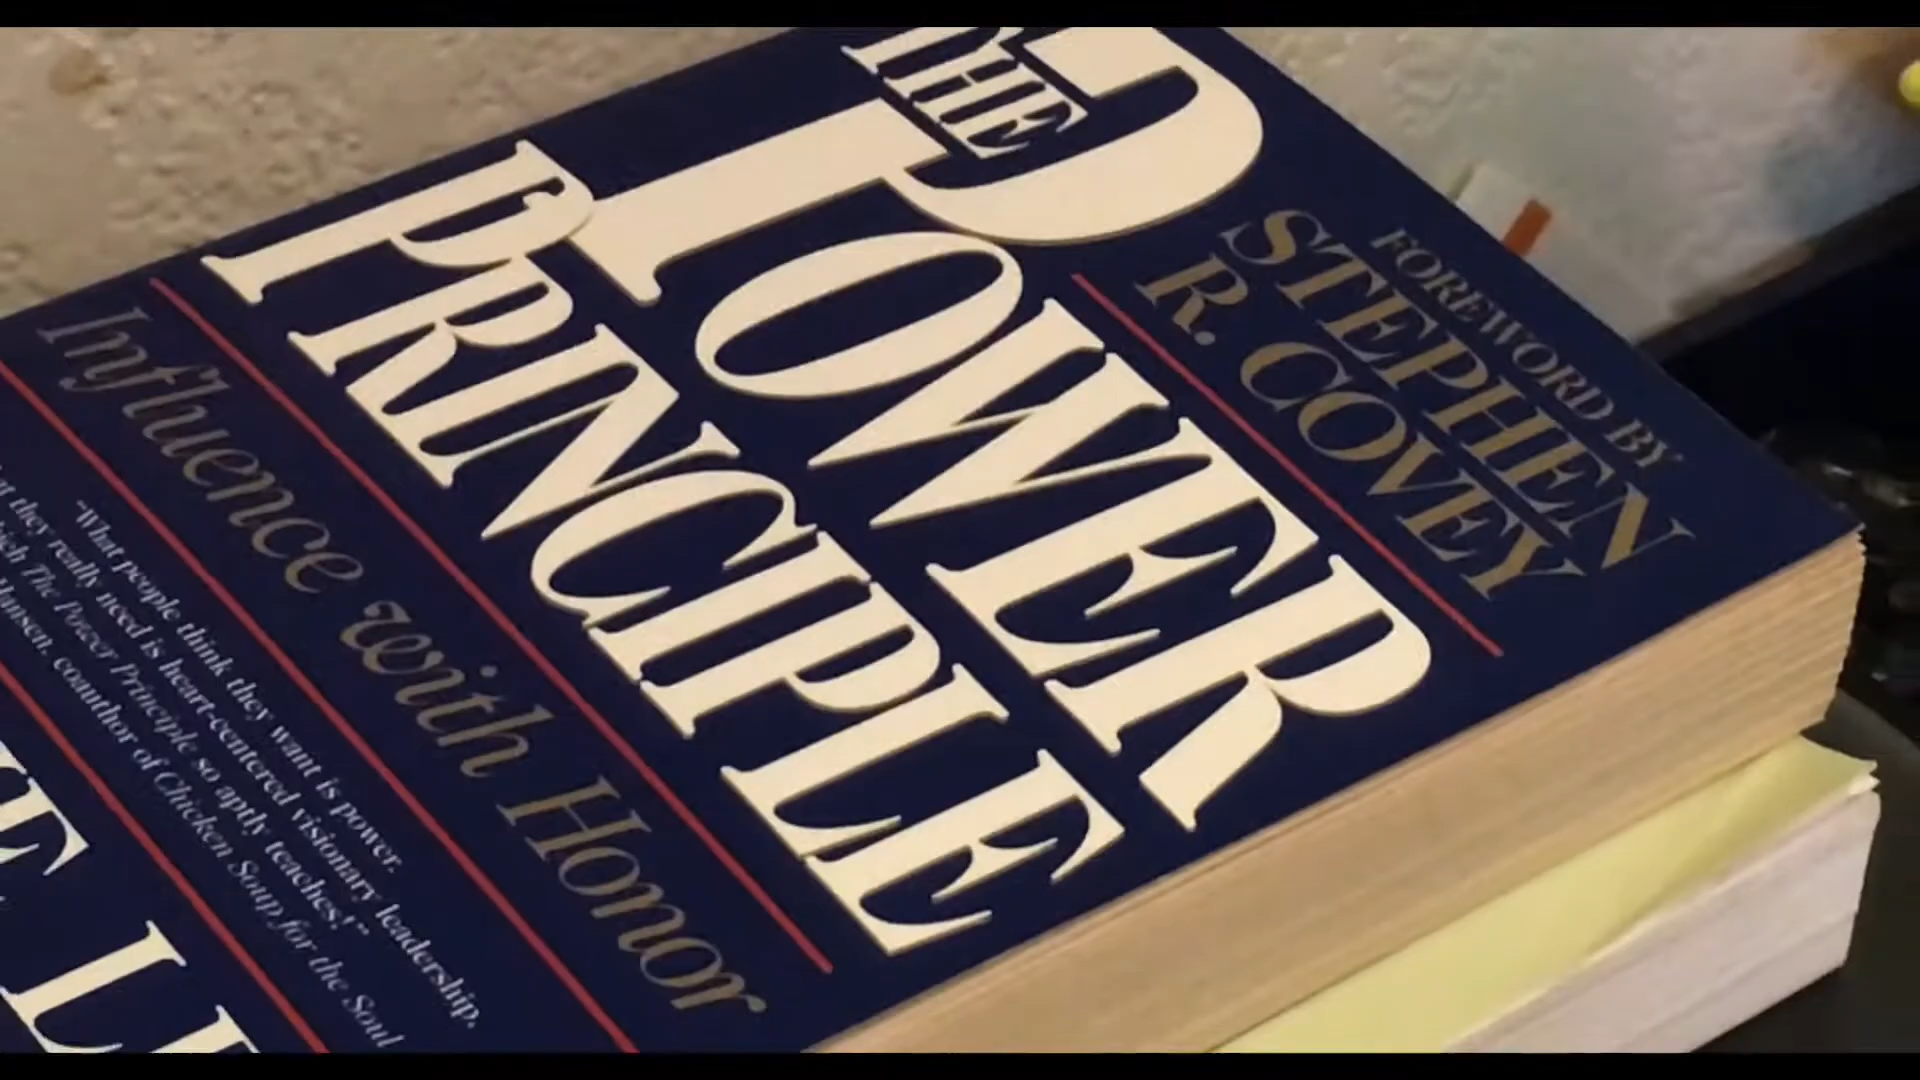 FOREWORD BY
STEPHEN
R. COVEY
THE
POWER
PRINCIPLE
Influence with Honor
"What people think they want is power.
they really need is heart-centered visionary leadership,
The Power Principle so aptly teaches!"
Hansen, coauthor of Chicken Soup for the Soul